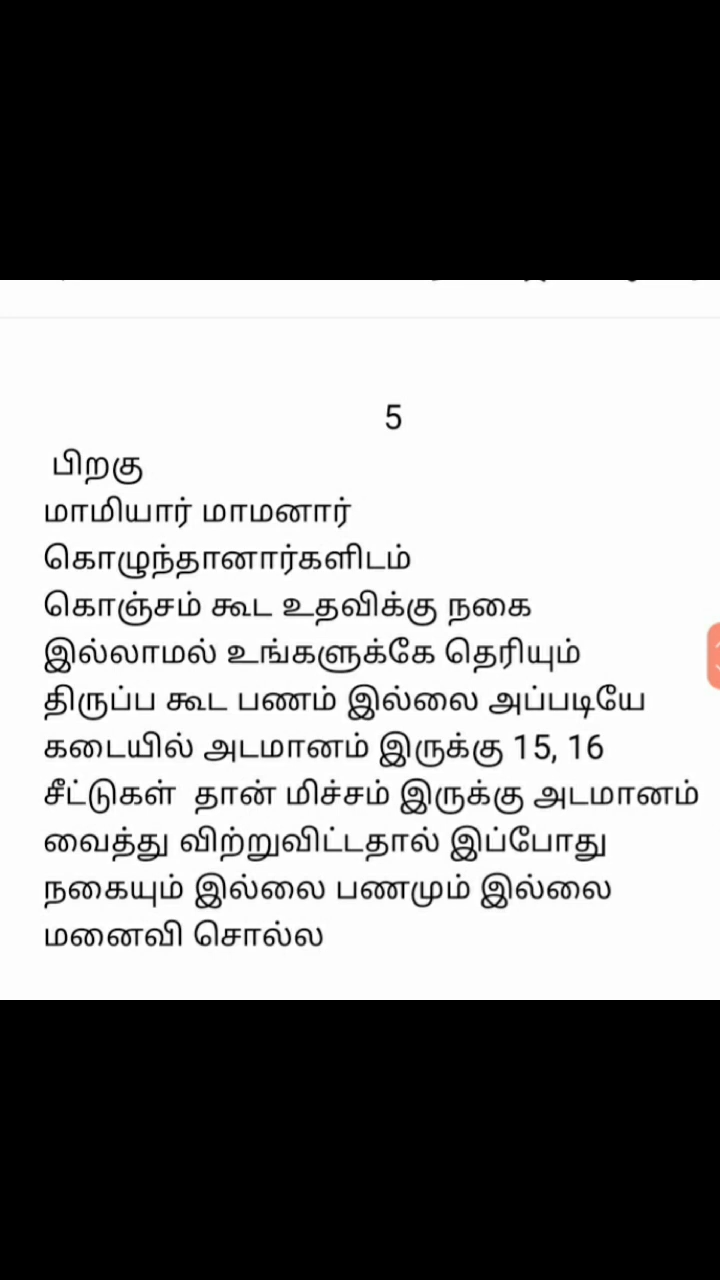 5
பிறகு
மாமியார் மாமனார்
கொழுந்தானார்களிடம்
கொஞ்சம் கூட உதவிக்கு நகை
இல்லாமல் உங்களுக்கே தெரியும்
திருப்ப கூட பணம் இல்லை அப்படியே
கடையில் அடமானம் இருக்கு 15, 16
சீட்டுகள் தான் மிச்சம் இருக்கு அடமானம்
வைத்து விற்றுவிட்டதால் இப்போது
நகையும் இல்லை பணமும் இல்லை
மனைவி சொல்ல